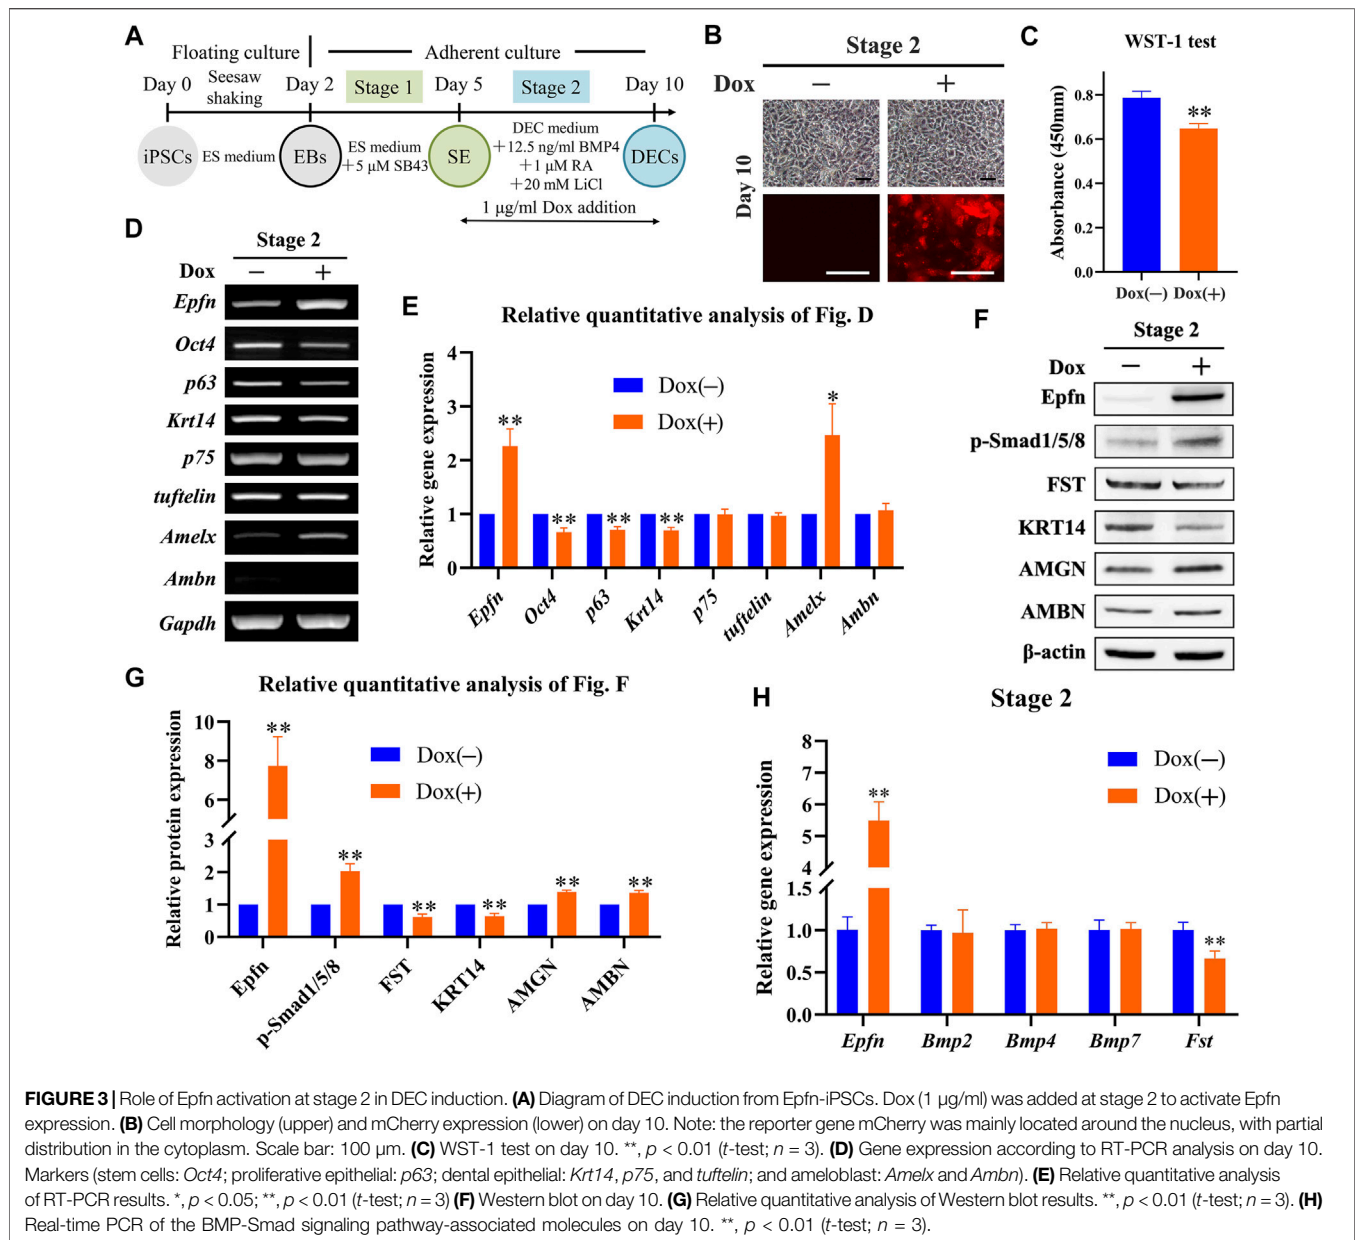 A
Floating culture
Adherent culture
Day 0
Seesaw
shaking
Day 2
Stage 1
Day 5
Stage 2
Day 10
iPSCs
ES medium
EBs
ES medium
+5 μM SB43
SE
DEC medium
+12.5 ng/ml BMP4
+1 μM RA
+20 mM LiCl
DECs
1 μg/ml Dox addition
B
Stage 2
Dox
−
+
Day 10
C
WST-1 test
Absorbance (450mm)
0.8
0.6
0.4
0.2
0.0
**
Dox(−)
Dox(+)
D
Stage 2
Dox
−
+
Epfn
Oct4
p63
Krt14
p75
tuftelin
Amelx
Ambn
Gapdh
E
Relative quantitative analysis of Fig. D
Relative gene expression
4
3
2
1
0
Dox(−)
Dox(+)
**
**
**
**
*
Epfn
Oct4
p63
Krt14
p75
tuftelin
Amelx
Ambn
F
Stage 2
Dox
−
+
Epfn
p-Smad1/5/8
FST
KRT14
AMGN
AMBN
β-actin
G
Relative quantitative analysis of Fig. F
Relative protein expression
10
8
6
3
2
1
0
Dox(−)
Dox(+)
**
**
**
**
**
**
Epfn
p-Smad1/5/8
FST
KRT14
AMGN
AMBN
H
Stage 2
Relative gene expression
8
7
6
5
4
1.5
1.0
0.5
0.0
Dox(−)
Dox(+)
**
**
Epfn
Bmp2
Bmp4
Bmp7
Fst
FIGURE 3 | Role of Epfn activation at stage 2 in DEC induction. (A) Diagram of DEC induction from Epfn-iPSCs. Dox (1 μg/ml) was added at stage 2 to activate Epfn
expression. (B) Cell morphology (upper) and mCherry expression (lower) on day 10. Note: the reporter gene mCherry was mainly located around the nucleus, with partial
distribution in the cytoplasm. Scale bar: 100 μm. (C) WST-1 test on day 10. **, p < 0.01 (t-test; n = 3). (D) Gene expression according to RT-PCR analysis on day 10.
Markers (stem cells: Oct4; proliferative epithelial: p63; dental epithelial: Krt14, p75, and tuftelin; and ameloblast: Amelx and Ambn). (E) Relative quantitative analysis
of RT-PCR results. *, p < 0.05; **, p < 0.01 (t-test; n = 3) (F) Western blot on day 10. (G) Relative quantitative analysis of Western blot results. **, p < 0.01 (t-test; n = 3). (H)
Real-time PCR of the BMP-Smad signaling pathway-associated molecules on day 10. **, p < 0.01 (t-test; n = 3).